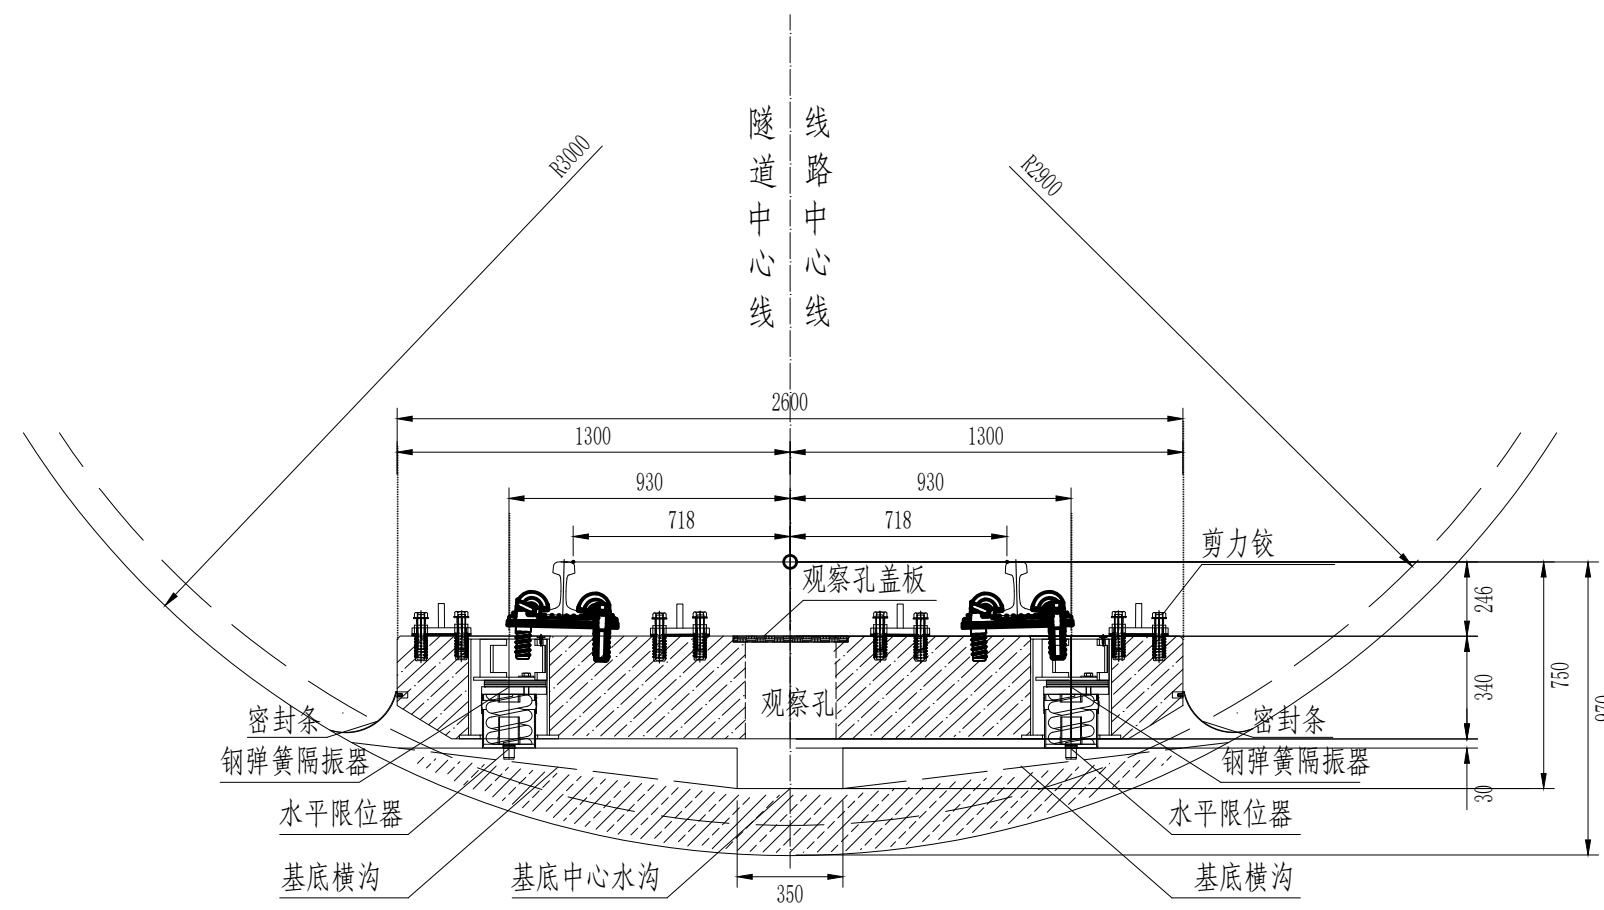 隧道中心线
线路中心线
R3000
R2900
2600
1300
1300
930
930
718
718
剪力铰
观察孔盖板
246
340
750
970
30
观察孔
密封条
密封条
钢弹簧隔振器
钢弹簧隔振器
水平限位器
水平限位器
基底横沟
基底中心水沟
基底横沟
350